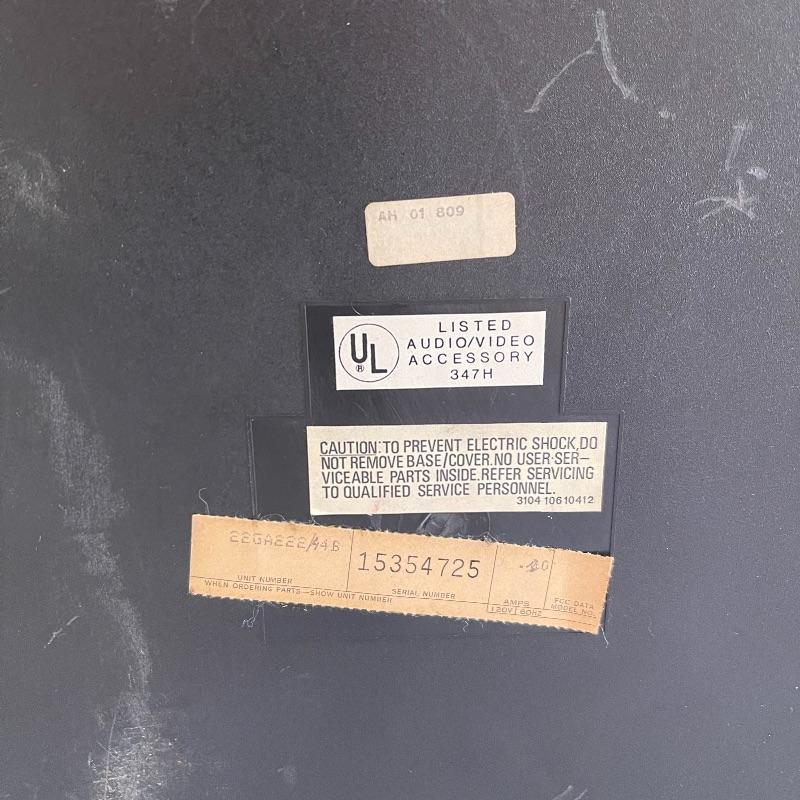 AH 01 809
UL
®
LISTED
AUDIO/VIDEO
ACCESSORY
347H
CAUTION: TO PREVENT ELECTRIC SHOCK, DO
NOT REMOVE BASE/COVER. NO USER SER–
VICEABLE PARTS INSIDE. REFER SERVICING
TO QUALIFIED SERVICE PERSONNEL.
3104 10610412
22GA222/44B
15354725
UNIT NUMBER
SERIAL NUMBER
AMPS
FCC DATA
WHEN ORDERING PARTS—SHOW UNIT NUMBER
120V 60HZ
MODEL NO.